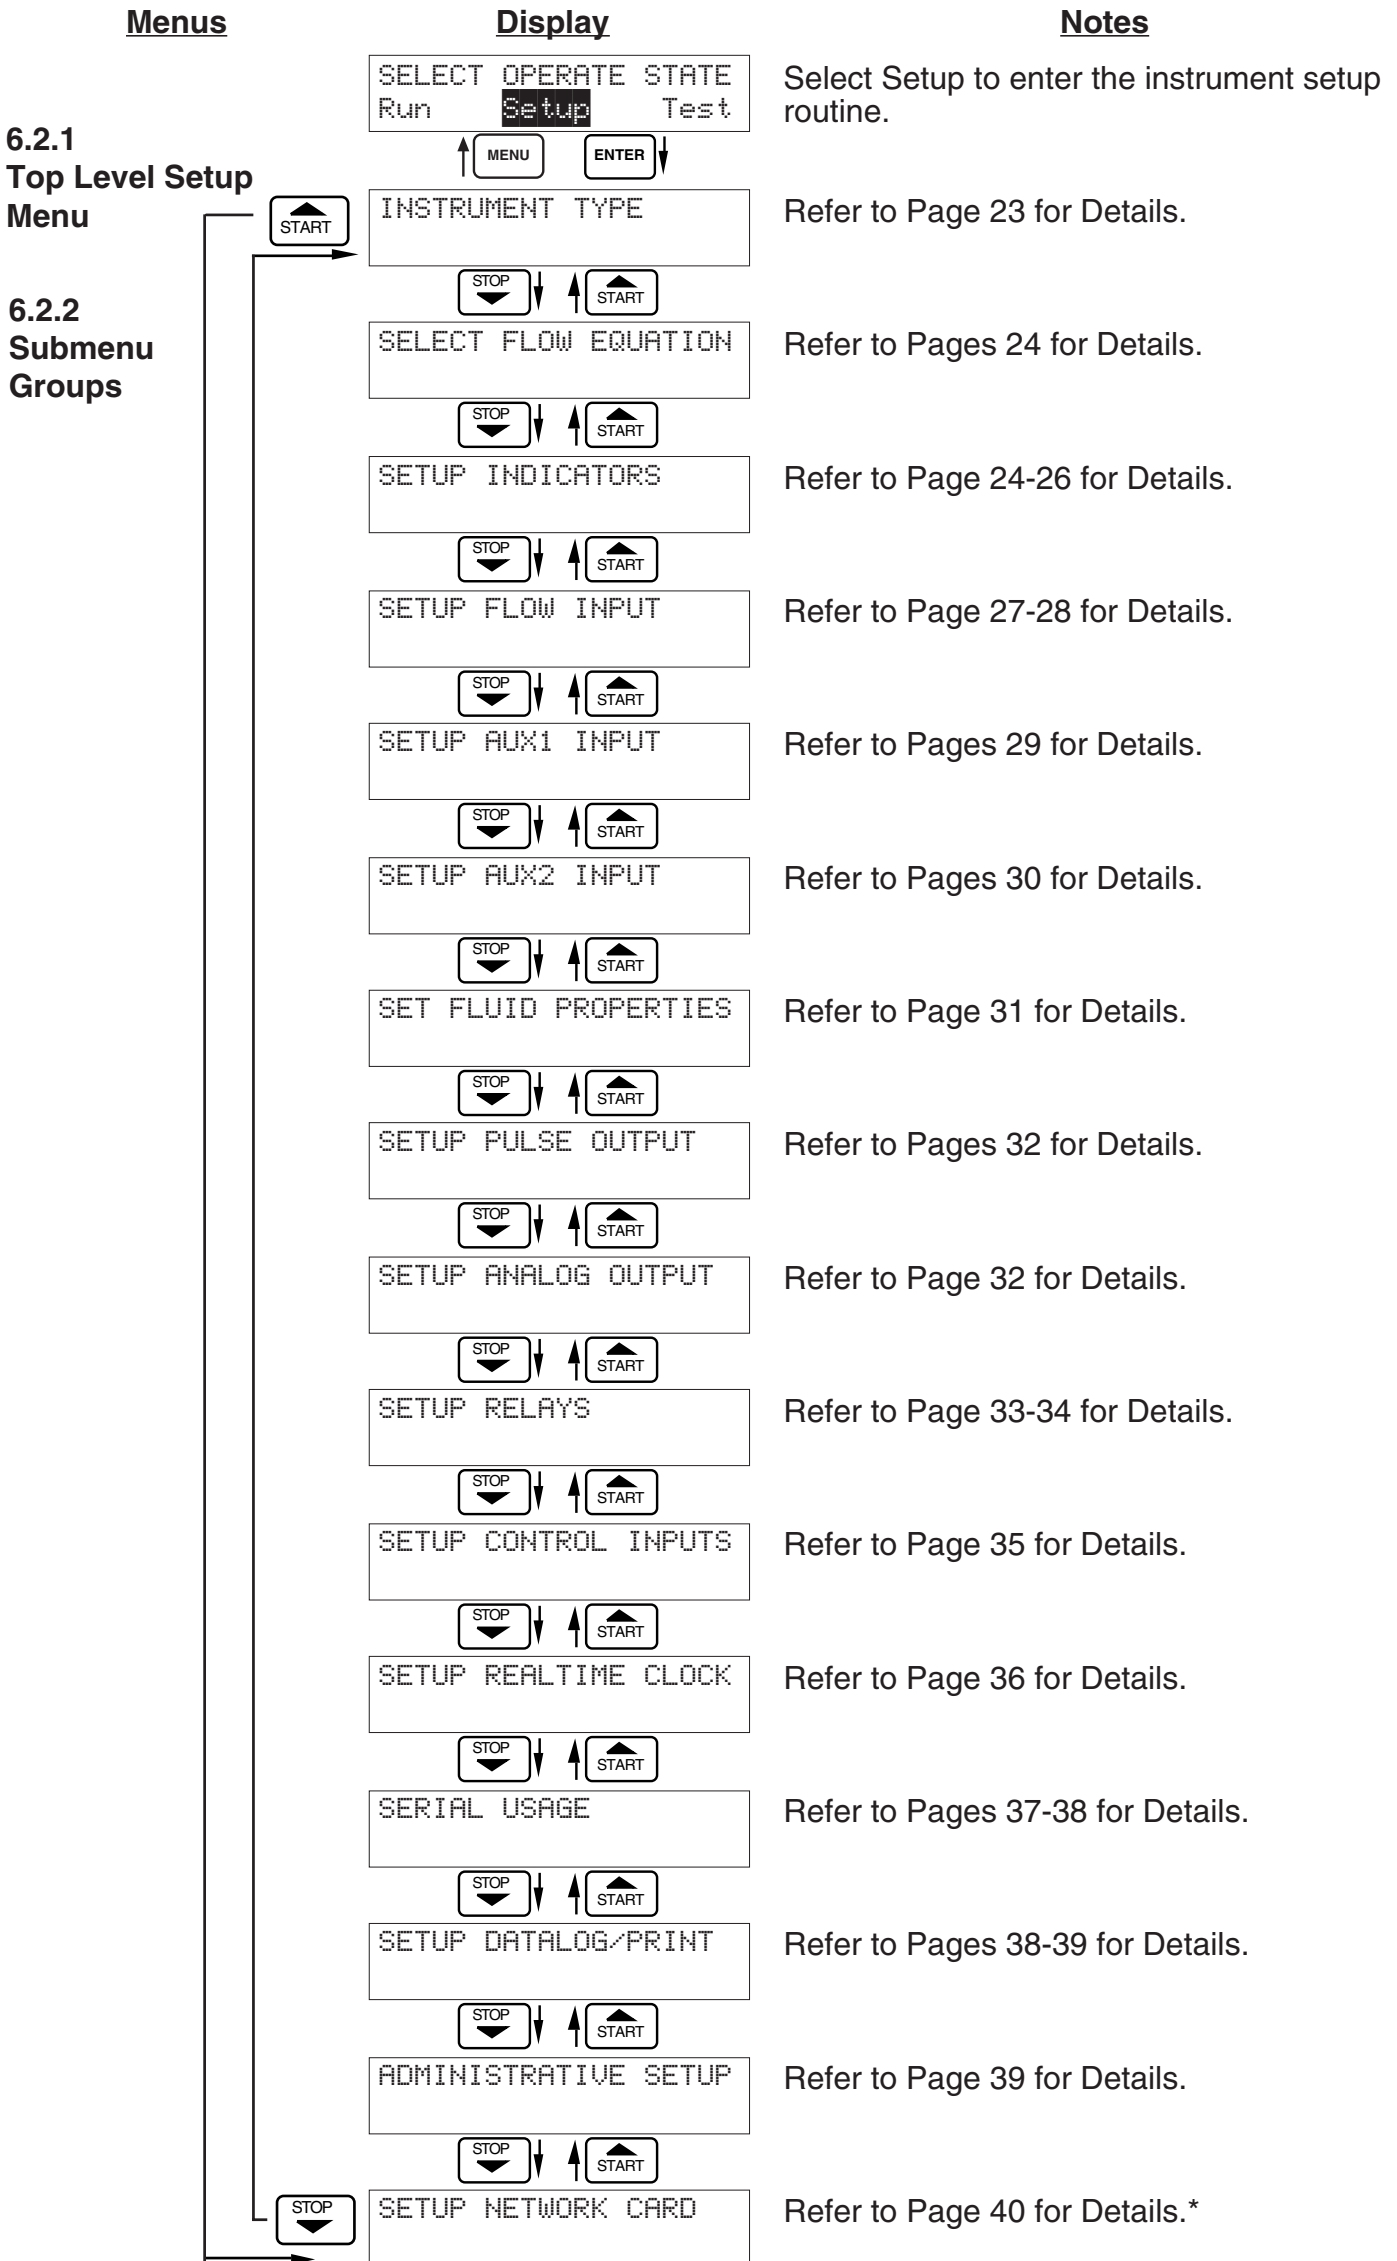 Menus
Display
Notes
SELECT OPERATE STATE
Run Setup Test
Select Setup to enter the instrument setup
routine.
MENU
ENTER
6.2.1
Top Level Setup
Menu
START
INSTRUMENT TYPE
Refer to Page 23 for Details.
STOP
START
6.2.2
Submenu
Groups
SELECT FLOW EQUATION
Refer to Pages 24 for Details.
STOP
START
SETUP INDICATORS
Refer to Page 24-26 for Details.
STOP
START
SETUP FLOW INPUT
Refer to Page 27-28 for Details.
STOP
START
SETUP AUX1 INPUT
Refer to Pages 29 for Details.
STOP
START
SETUP AUX2 INPUT
Refer to Pages 30 for Details.
STOP
START
SET FLUID PROPERTIES
Refer to Page 31 for Details.
STOP
START
SETUP PULSE OUTPUT
Refer to Pages 32 for Details.
STOP
START
SETUP ANALOG OUTPUT
Refer to Page 32 for Details.
STOP
START
SETUP RELAYS
Refer to Page 33-34 for Details.
STOP
START
SETUP CONTROL INPUTS
Refer to Page 35 for Details.
STOP
START
SETUP REALTIME CLOCK
Refer to Page 36 for Details.
STOP
START
SERIAL USAGE
Refer to Pages 37-38 for Details.
STOP
START
SETUP DATALOG/PRINT
Refer to Pages 38-39 for Details.
STOP
START
ADMINISTRATIVE SETUP
Refer to Page 39 for Details.
STOP
START
STOP
SETUP NETWORK CARD
Refer to Page 40 for Details.*